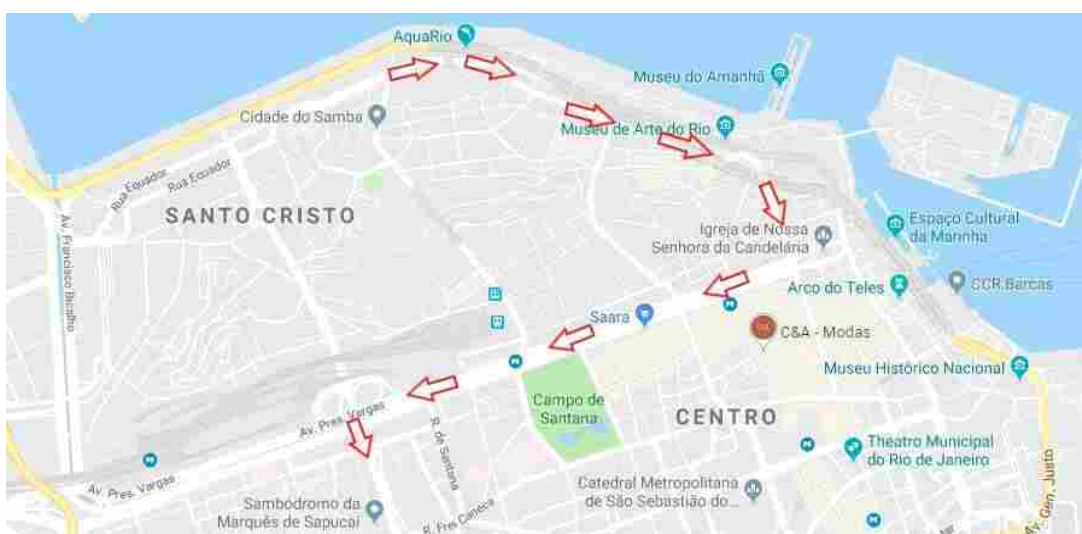 AquaRio
Museu do Amanhã
Cidade do Samba
Museu de Arte do Rio
Rua Equador
Rua Equador
SANTO CRISTO
Espaço Cultural
da Marinha
Igreja de Nossa
Senhora da Candelária
Av. Francisco Bicalho
CCR Barcas
Arco do Teles
Saara
C&A - Modas
Museu Histórico Nacional
Campo de
Santana
CENTRO
Av. Pres. Vargas
R. de Santana
Theatro Municipal
do Rio de Janeiro
Av. Pres. Vargas
Catedral Metropolitana
de São Sebastião do...
Av. Gen. Justo
Sambódromo da
Marquês de Sapucaí
R. Frei Caneca